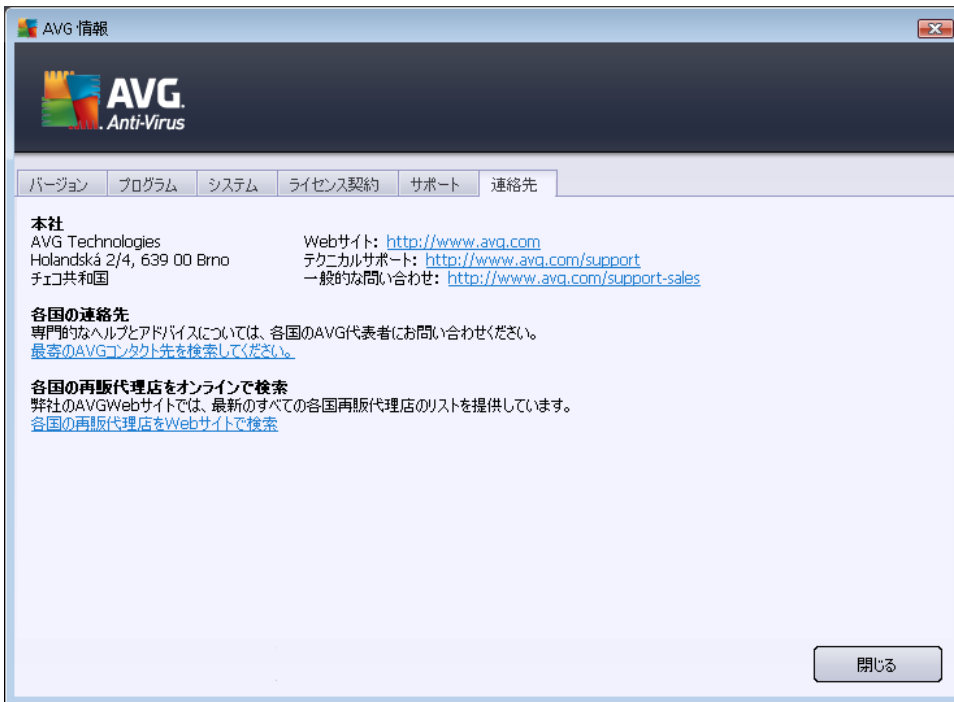 AVG 情報
AVG.
Anti-Virus
バージョン プログラム システム ライセンス契約 サポート 連絡先
本社
AVG Technologies Webサイト: http://www.avg.com
Holandská 2/4, 639 00 Brno テクニカルサポート: http://www.avg.com/support
チェコ共和国 一般的な問い合わせ: http://www.avg.com/support-sales
各国の連絡先
専門的なヘルプとアドバイスについては、各国のAVG代表者にお問い合わせください。
最寄のAVGコンタクト先を検索してください。
各国の再販代理店をオンラインで検索
弊社のAVGWebサイトでは、最新のすべての各国再販代理店のリストを提供しています。
各国の再販代理店をWebサイトで検索
閉じる